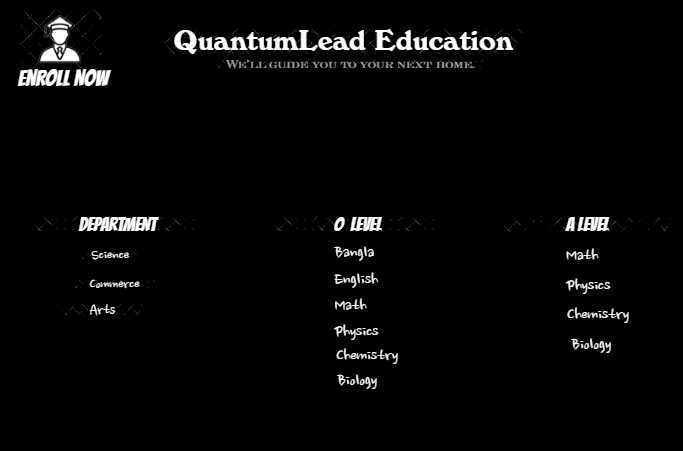 QuantumLead Education
We'll guide you to your next home.
ENROLL NOW
DEPARTMENT
Science
Commerce
Arts
O LEVEL
Bangla
English
Math
Physics
Chemistry
Biology
A LEVEL
Math
Physics
Chemistry
Biology